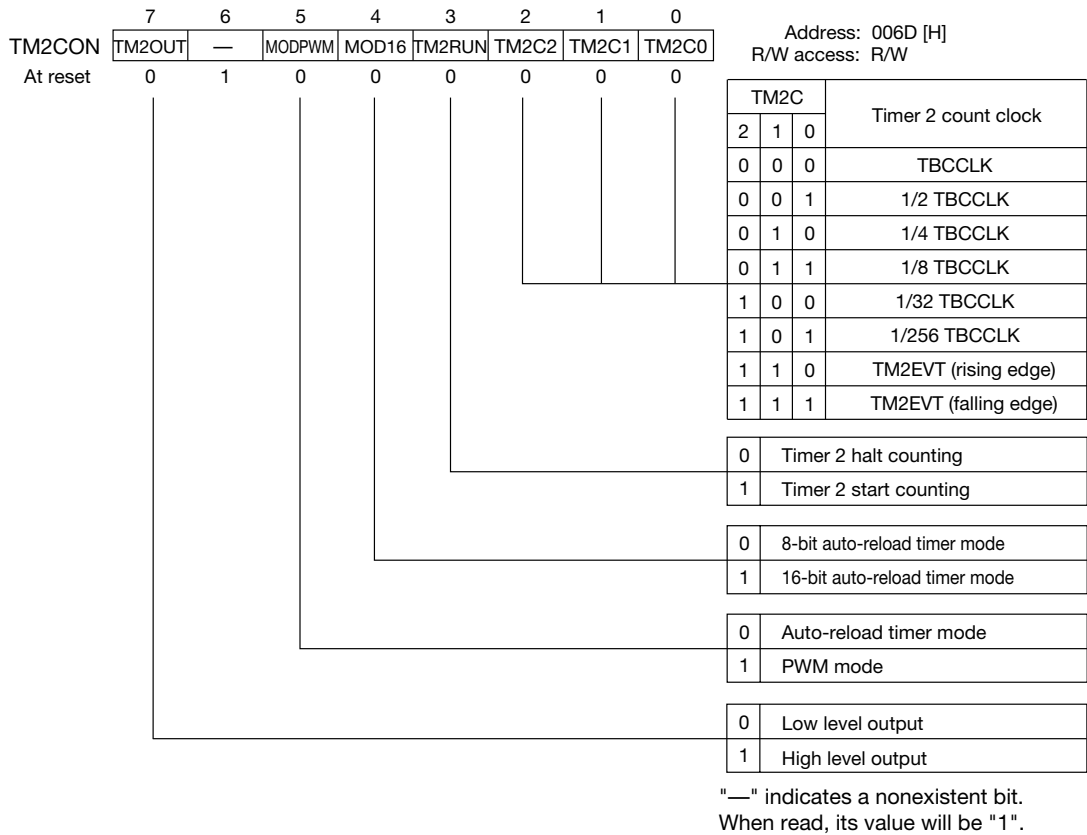 7 6 5 4 3 2 1 0
TM2CON TM2OUT — MODPWM MOD16 TM2RUN TM2C2 TM2C1 TM2C0
At reset 0 1 0 0 0 0 0 0
Address: 006D [H]
R/W access: R/W
TM2C
Timer 2 count clock
2 1 0
0 0 0 TBCCLK
0 0 1 1/2 TBCCLK
0 1 0 1/4 TBCCLK
0 1 1 1/8 TBCCLK
1 0 0 1/32 TBCCLK
1 0 1 1/256 TBCCLK
1 1 0 TM2EVT (rising edge)
1 1 1 TM2EVT (falling edge)
0 Timer 2 halt counting
1 Timer 2 start counting
0 8-bit auto-reload timer mode
1 16-bit auto-reload timer mode
0 Auto-reload timer mode
1 PWM mode
0 Low level output
1 High level output
"—" indicates a nonexistent bit.
When read, its value will be "1".